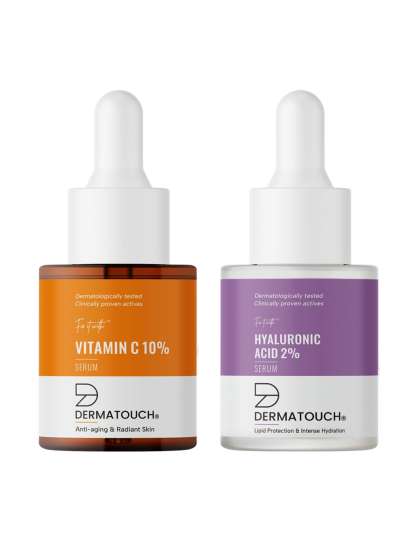 Dermatologically tested
Clinically proven actives
VITAMIN C 10%
SERUM
DERMATOUCH®
Anti-aging & Radiant Skin
Dermatologically tested
Clinically proven actives
HYALURONIC
ACID 2%
SERUM
DERMATOUCH®
Lipid Protection & Intense Hydration